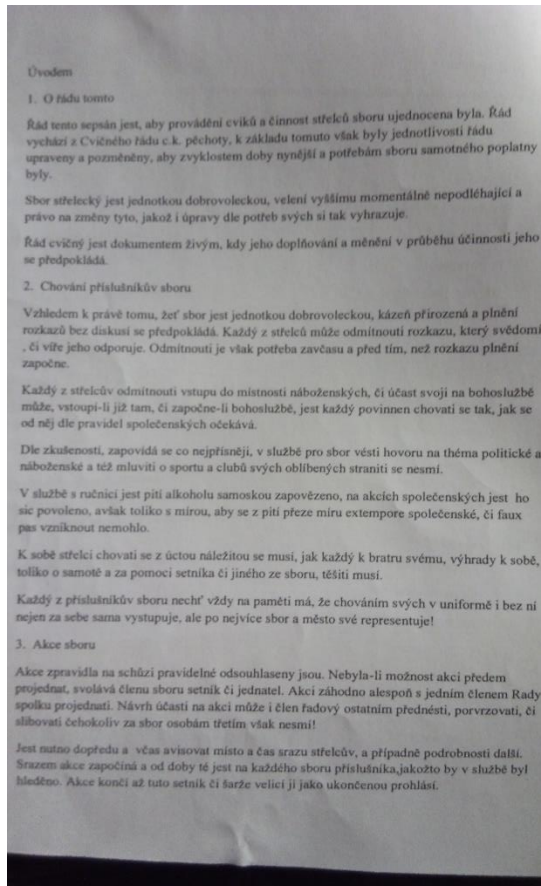 Úvodem
1. O řádu tomto
Řád tento sepsán jest, aby provádění cviků a činnost střelců sboru ujednocena byla. Řád
vychází z Cvičného řádu c.k. pěchoty, k základu tomuto však byly jednotlivosti řádu
upraveny a pozměněny, aby zvyklostem doby nynější a potřebám sboru samotného poplatny
byly.
Sbor střelecký jest jednotkou dobrovoleckou, velení vyššímu momentálně nepodléhající a
právo na změny tyto, jakož i úpravy dle potřeb svých si tak vyhrazuje.
Řád cvičný jest dokumentem živým, kdy jeho doplňování a měnění v průběhu účinnosti jeho
se předpokládá.
2. Chování příslušníkův sboru
Vzhledem k právě tomu, žeť sbor jest jednotkou dobrovoleckou, kázeň přirozená a plnění
rozkazů bez diskusí se předpokládá. Každý z střelců může odmítnouti rozkazu, který svědomí
, či víře jeho odporuje. Odmítnouti je však potřeba zavčasu a před tím, než rozkazu plnění
započne.
Každý z střelcův odmítnouti vstupu do místností náboženských, či účast svoji na bohoslužbě
může, vstoupí-li již tam, či započne-li bohoslužbě, jest každý povinnen chovati se tak, jak se
od něj dle pravidel společenských očekává.
Dle zkušeností, zapovídá se co nejpřísněji, v službě pro sbor vésti hovoru na théma politické a
náboženské a též mluviti o sportu a clubů svých oblíbených straniti se nesmí.
V službě s ručnicí jest pití alkoholu samoskou zapovězeno, na akcích společenských jest ho
sic povoleno, avšak toliko s mírou, aby se z pití přeze míru extempore společenské, či faux
pas vzniknout nemohlo.
K sobě střelci chovati se z úctou náležitou se musí, jak každý k bratru svému, výhrady k sobě,
toliko o samotě a za pomoci setníka či jiného ze sboru, těšiti musí.
Každý z příslušníkův sboru nechť vždy na paměti má, že chováním svých v uniformě i bez ní
nejen za sebe sama vystupuje, ale po nejvíce sbor a město své representuje!
3. Akce sboru
Akce zpravidla na schůzi pravidelné odsouhlaseny jsou. Nebyla-li možnost akci předem
projednat, svolává členu sboru setník či jednatel. Akci záhodno alespoň s jedním členem Rady
spolku projednati. Návrh účasti na akci může i člen řadový ostatním přednésti, porvrzovati, či
slibovati čehokoliv za sbor osobám třetím však nesmí!
Jest nutno dopředu a včas avisovat místo a čas srazu střelcův, a případně podrobnosti další.
Srazem akce započíná a od doby té jest na každého sboru příslušníka,jakožto by v službě byl
hleděno. Akce končí až tuto setník či šarže velící ji jako ukončenou prohlásí.